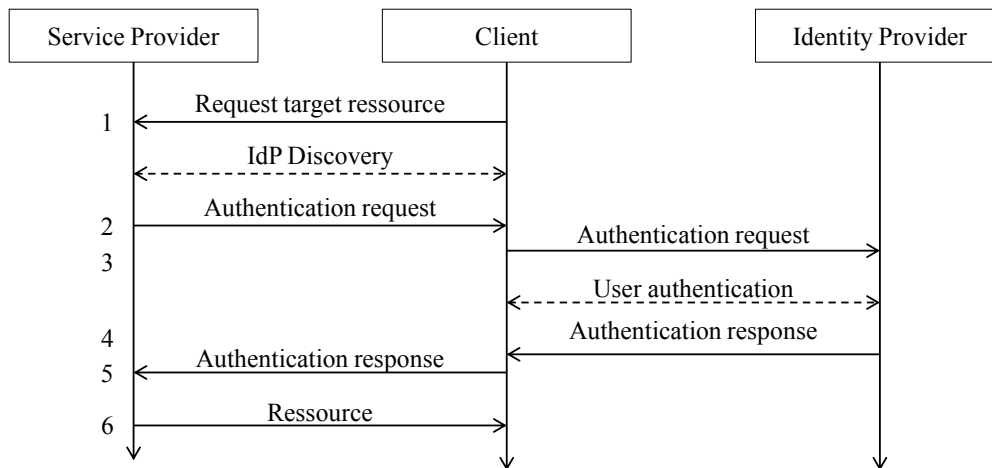 Service Provider
Client
Identity Provider
Request target ressource
1
IdP Discovery
Authentication request
2
Authentication request
3
User authentication
4
Authentication response
Authentication response
5
Ressource
6